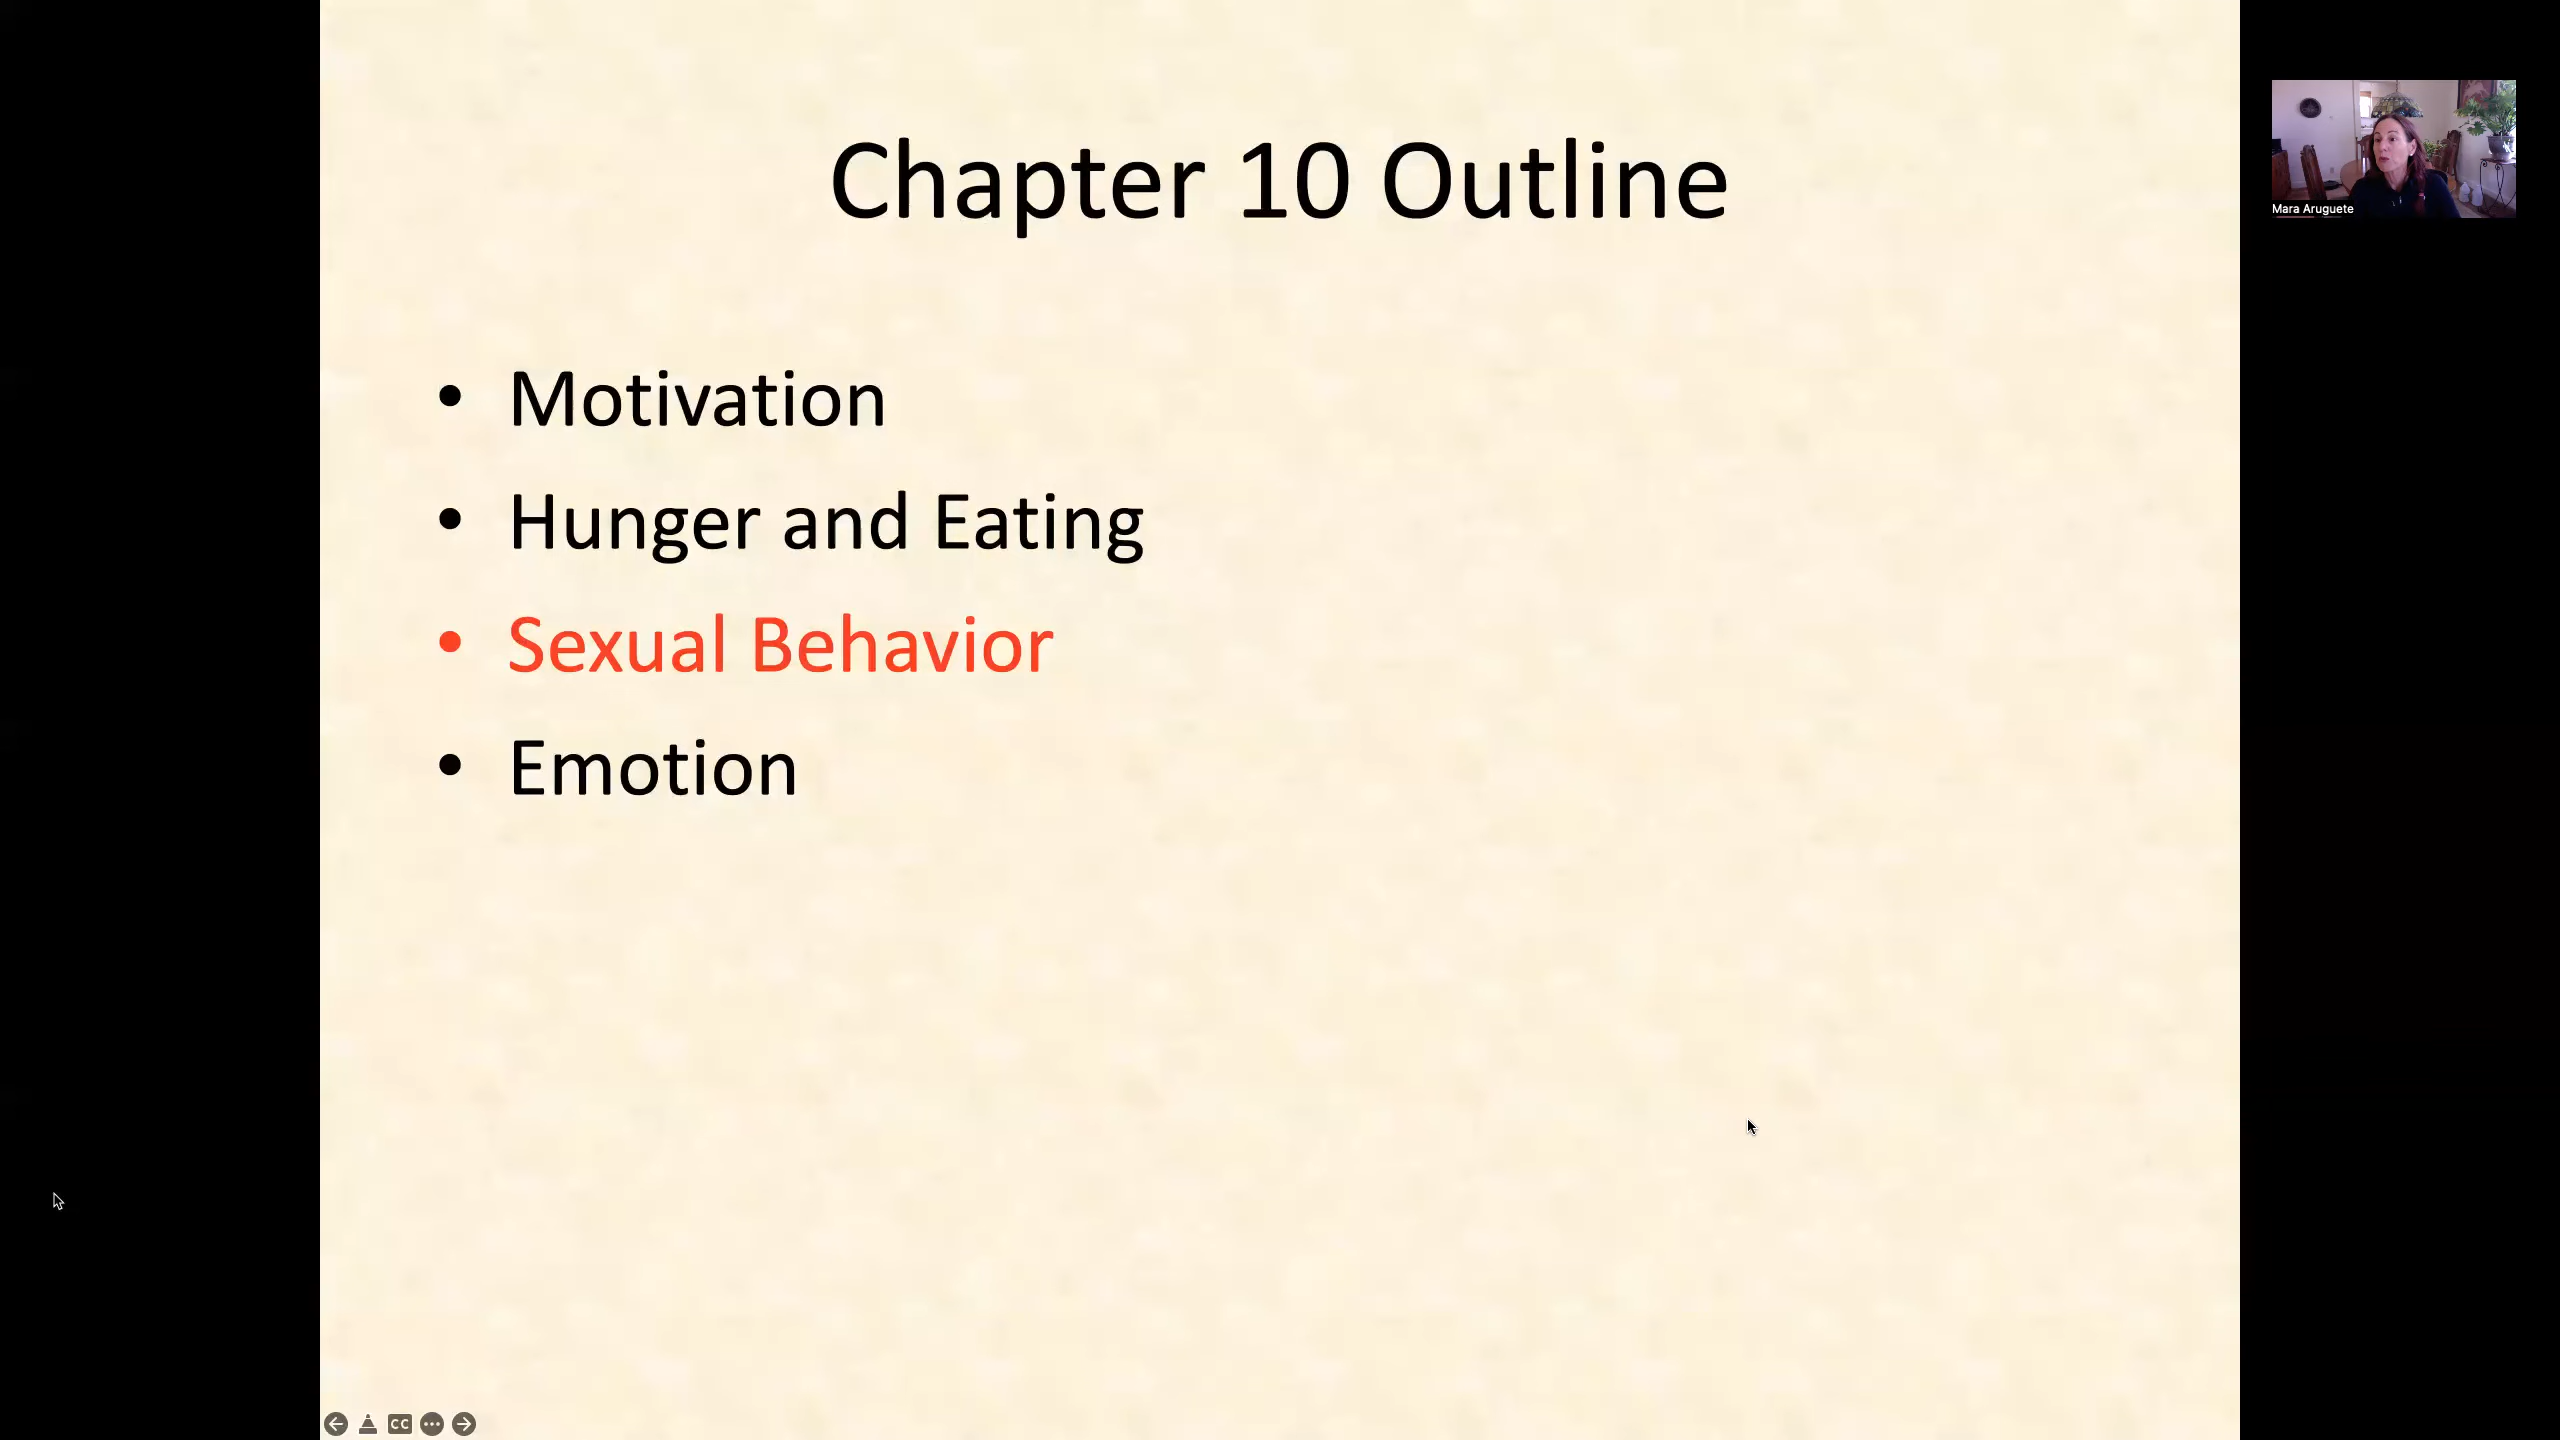 Chapter 10 Outline
• Motivation
• Hunger and Eating
• Sexual Behavior
• Emotion
Mara Aruguete
CC